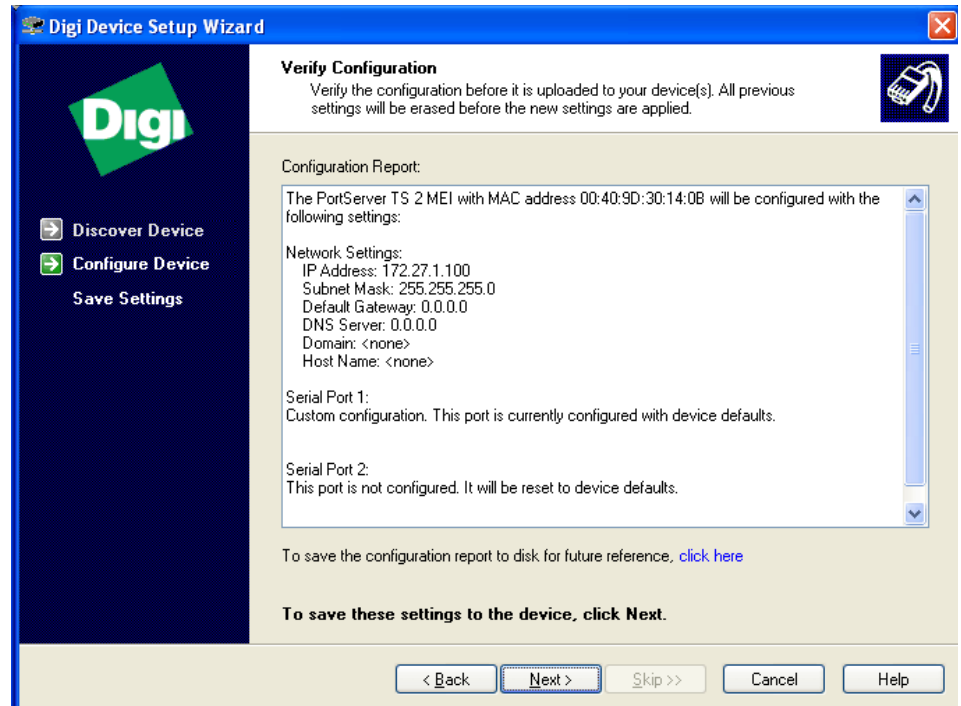 Digi Device Setup Wizard
Digi
Discover Device
Configure Device
Save Settings
Verify Configuration
Verify the configuration before it is uploaded to your device(s). All previous
settings will be erased before the new settings are applied.
Configuration Report:
The PortServer TS 2 MEI with MAC address 00:40:9D:30:14:0B will be configured with the
following settings:
Network Settings:
IP Address: 172.27.1.100
Subnet Mask: 255.255.255.0
Default Gateway: 0.0.0.0
DNS Server: 0.0.0.0
Domain: <none>
Host Name: <none>
Serial Port 1:
Custom configuration. This port is currently configured with device defaults.
Serial Port 2:
This port is not configured. It will be reset to device defaults.
To save the configuration report to disk for future reference, click here
To save these settings to the device, click Next.
< Back
Next >
Skip >>
Cancel
Help